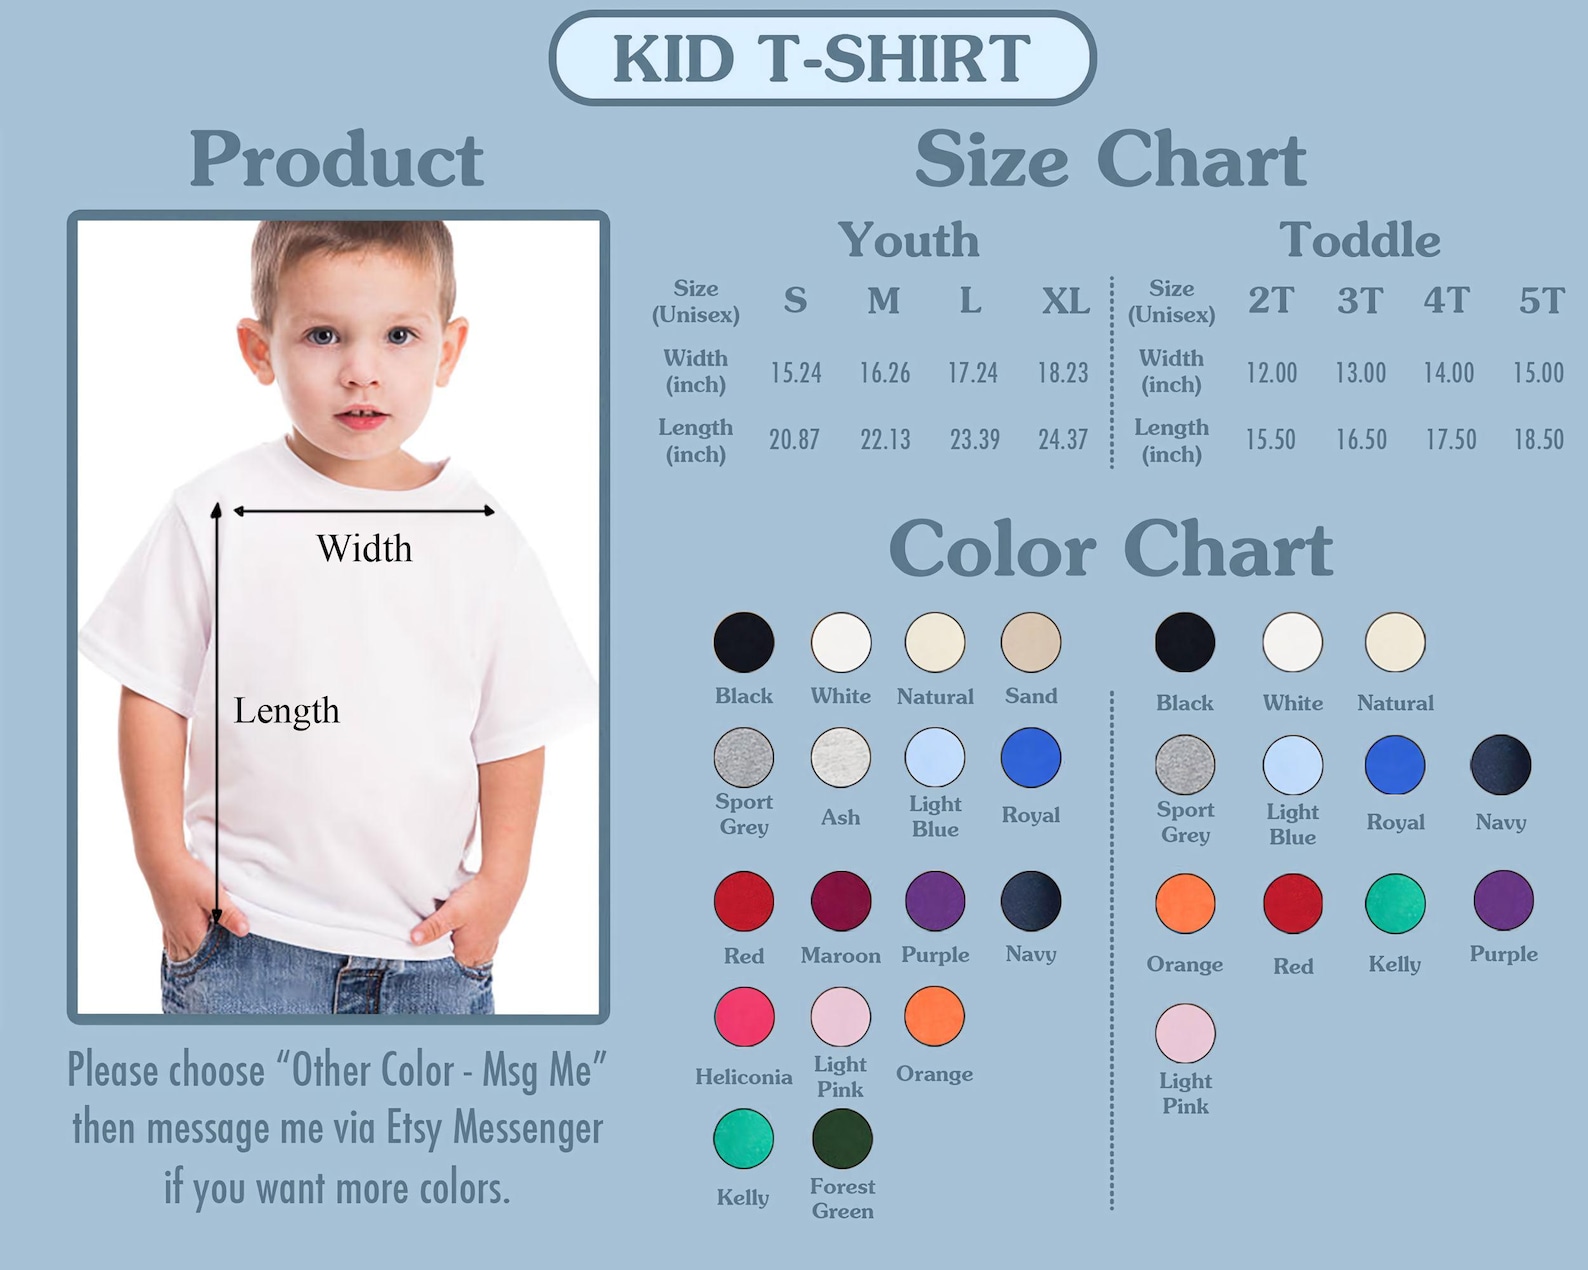 KID T-SHIRT
Product
Width
Length
Please choose “Other Color - Msg Me”
then message me via Etsy Messenger
if you want more colors.
Size Chart
Youth
Size
(Unisex)
S M L XL
Width
(inch)
15.24 16.26 17.24 18.23
Length
(inch)
20.87 22.13 23.39 24.37
Toddle
Size
(Unisex)
2T 3T 4T 5T
Width
(inch)
12.00 13.00 14.00 15.00
Length
(inch)
15.50 16.50 17.50 18.50
Color Chart
Black White Natural Sand
Sport
Grey
Ash
Light
Blue
Royal
Red Maroon Purple Navy
Heliconia
Light
Pink
Orange
Kelly
Forest
Green
Black White Natural
Sport
Grey
Light
Blue
Royal
Navy
Orange Red Kelly Purple
Light
Pink